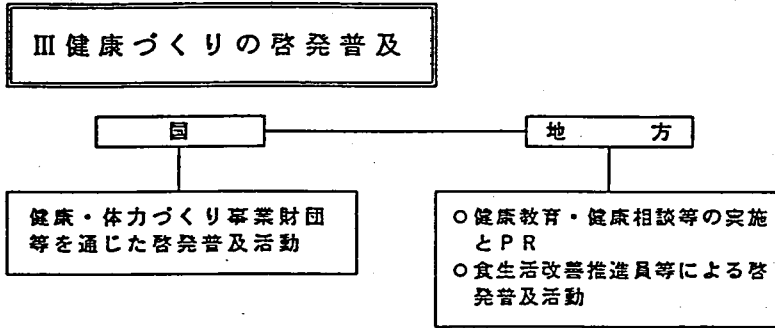 Ⅲ健康づくりの啓発普及
国
地方
健康・体力づくり事業財団
等を通じた啓発普及活動
○健康教育・健康相談等の実施
とPR
○食生活改善推進員等による啓
発普及活動